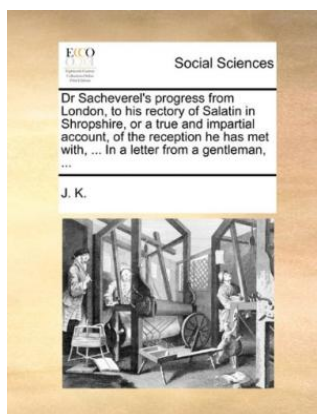 ECCO
Social Sciences
Dr Sacheverel's progress from
London, to his rectory of Salatin in
Shropshire, or a true and impartial
account, of the reception he has met
with, ... In a letter from a gentleman,
...
J. K.